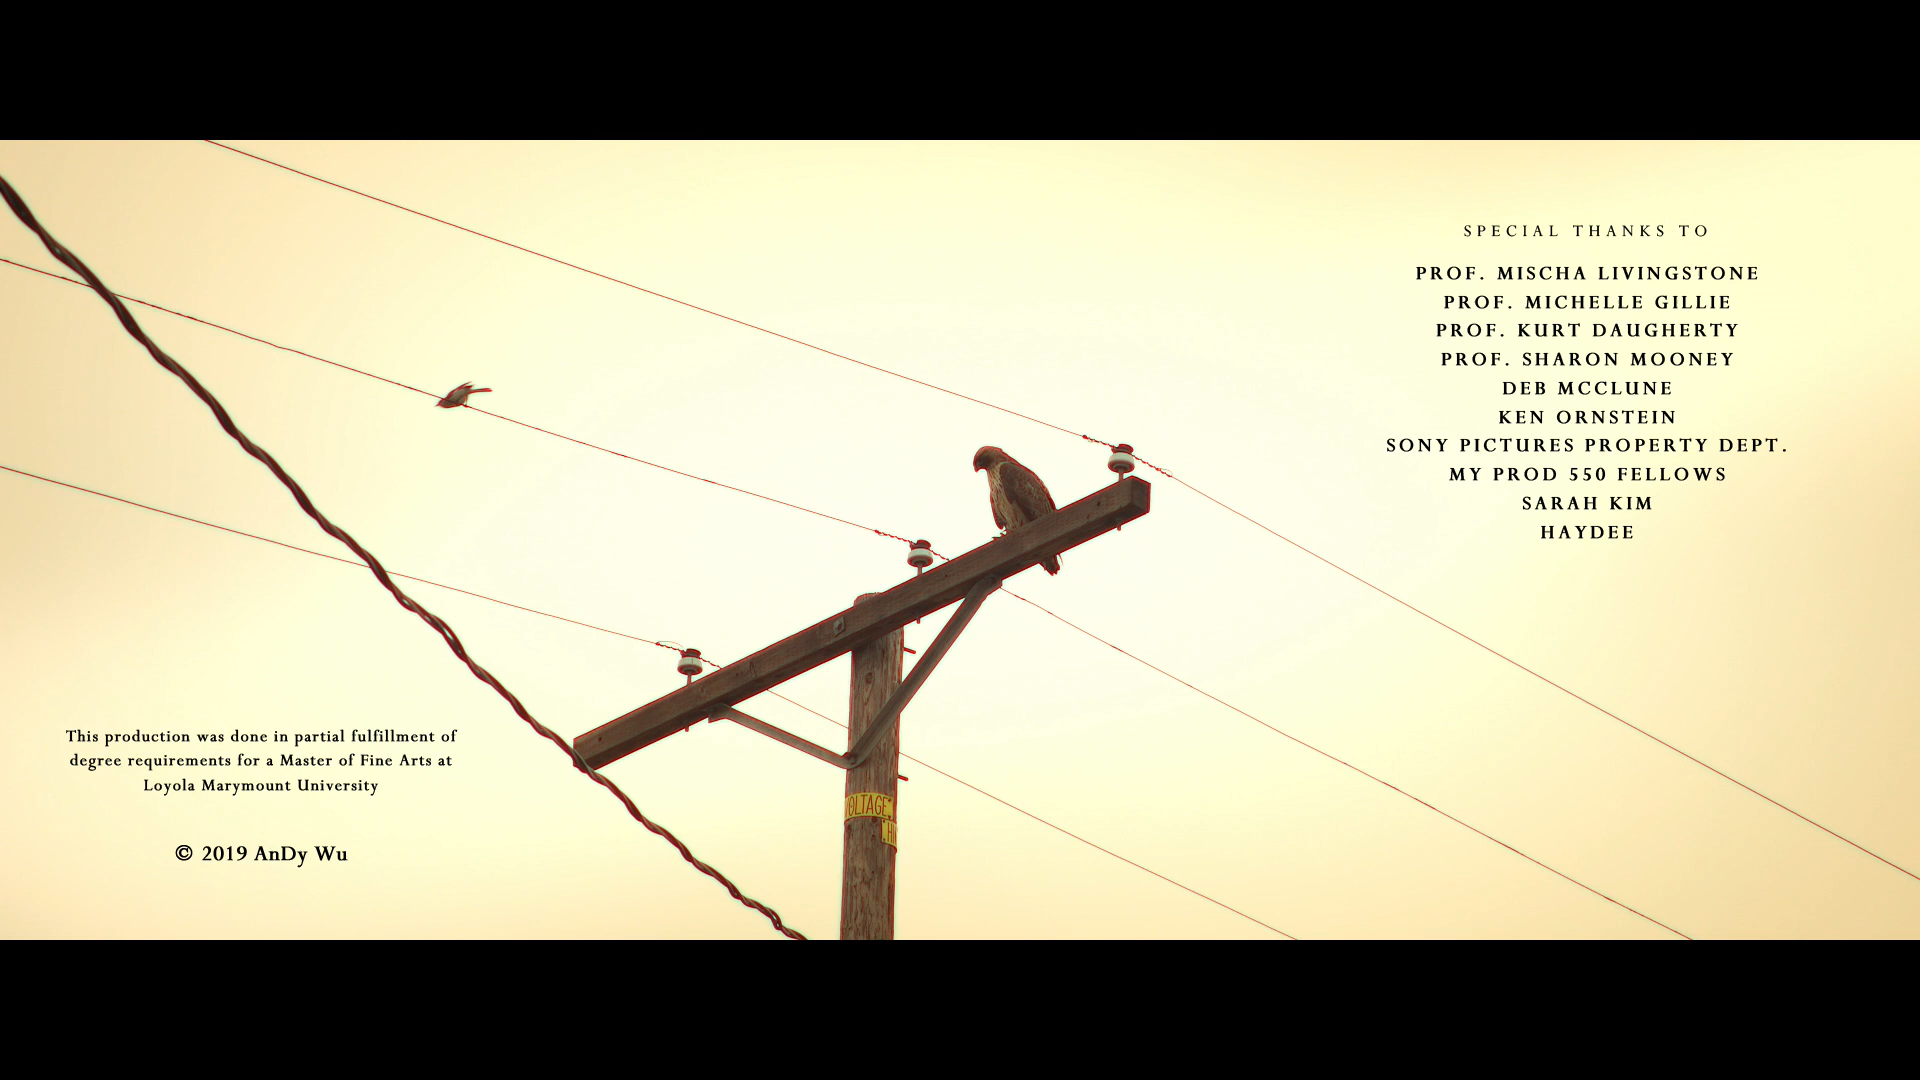 SPECIAL THANKS TO
PROF. MISCHA LIVINGSTONE
PROF. MICHELLE GILLIE
PROF. KURT DAUGHERTY
PROF. SHARON MOONEY
DEB MCCLUNE
KEN ORNSTEIN
SONY PICTURES PROPERTY DEPT.
MY PROD 550 FELLOWS
SARAH KIM
HAYDEE
This production was done in partial fulfillment of
degree requirements for a Master of Fine Arts at
Loyola Marymount University
© 2019 AnDy Wu
OLTAGE
HI